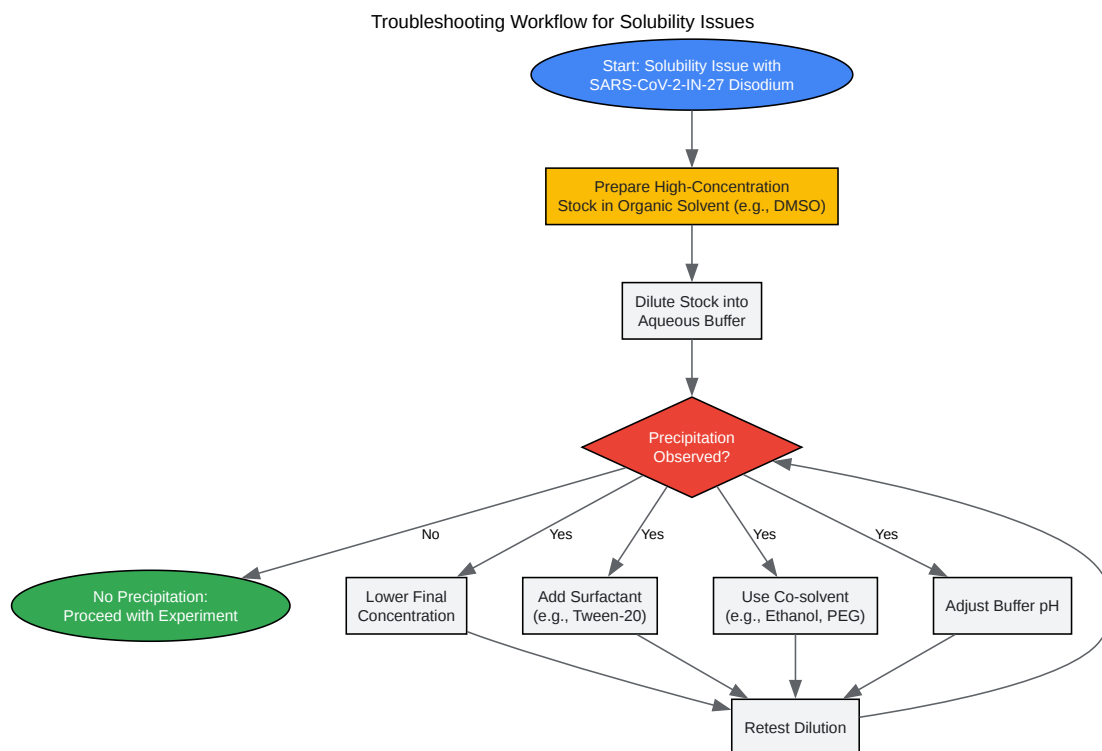 Troubleshooting Workflow for Solubility Issues
Start: Solubility Issue with
SARS-CoV-2-IN-27 Disodium
Prepare High-Concentration
Stock in Organic Solvent (e.g., DMSO)
Dilute Stock into
Aqueous Buffer
Precipitation
Observed?
No
Yes
Yes
Yes
Yes
No Precipitation:
Proceed with Experiment
Lower Final
Concentration
Add Surfactant
(e.g., Tween-20)
Use Co-solvent
(e.g., Ethanol, PEG)
Adjust Buffer pH
Retest Dilution